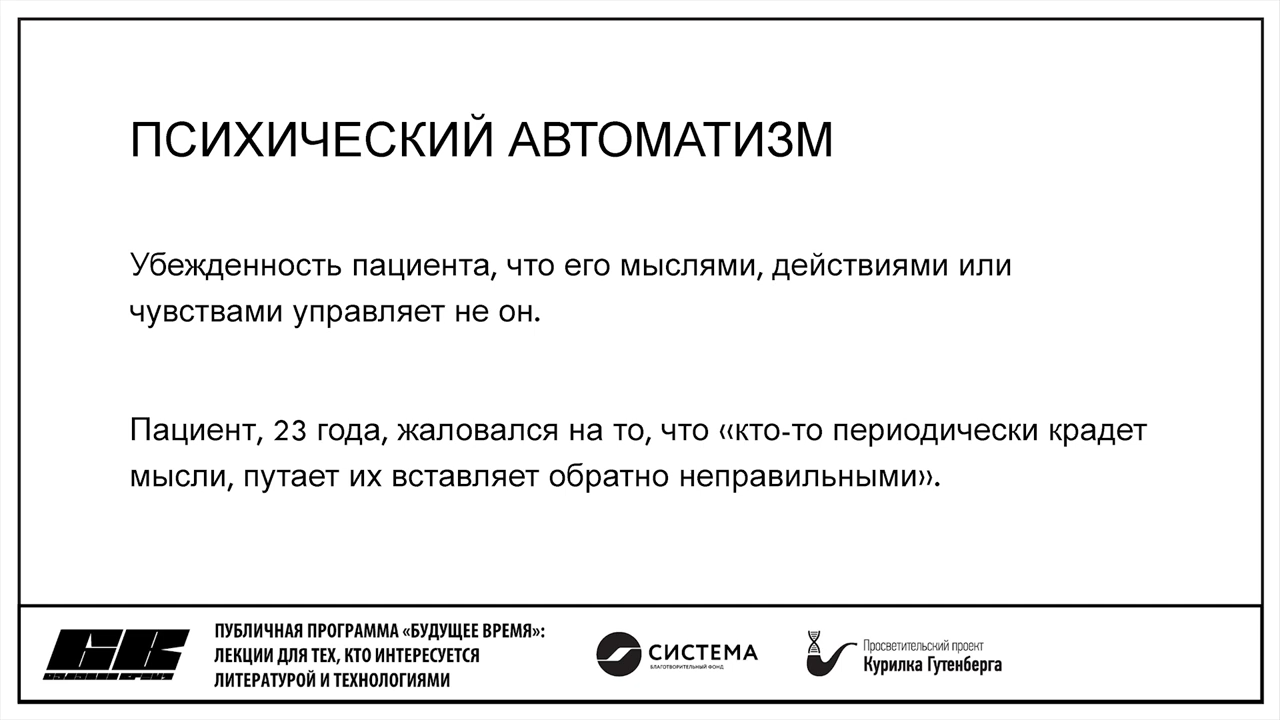 ПСИХИЧЕСКИЙ АВТОМАТИЗМ
Убежденность пациента, что его мыслями, действиями или
чувствами управляет не он.
Пациент, 23 года, жаловался на то, что «кто-то периодически крадет
мысли, путает их вставляет обратно неправильными».
БВ
ПУБЛИЧНАЯ ПРОГРАММА «БУДУЩЕЕ ВРЕМЯ»:
ЛЕКЦИИ ДЛЯ ТЕХ, КТО ИНТЕРЕСУЕТСЯ
ЛИТЕРАТУРОЙ И ТЕХНОЛОГИЯМИ
СИСТЕМА
БЛАГОТВОРИТЕЛЬНЫЙ ФОНД
Просветительский проект
Курилка Гутенберга